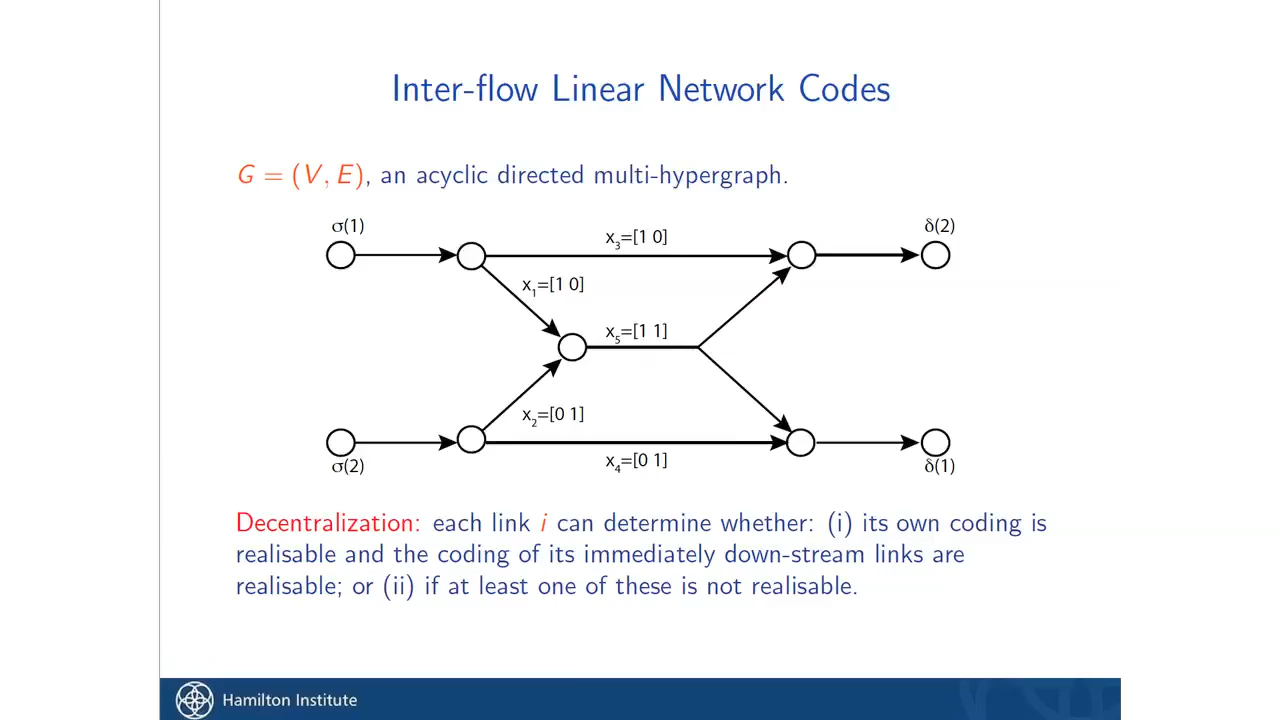 Inter-flow Linear Network Codes
G = (V, E), an acyclic directed multi-hypergraph.
σ(1)
δ(2)
x₃=[1 0]
x₁=[1 0]
x₅=[1 1]
x₂=[0 1]
x₄=[0 1]
σ(2)
δ(1)
Decentralization: each link i can determine whether: (i) its own coding is
realisable and the coding of its immediately down-stream links are
realisable; or (ii) if at least one of these is not realisable.
Hamilton Institute